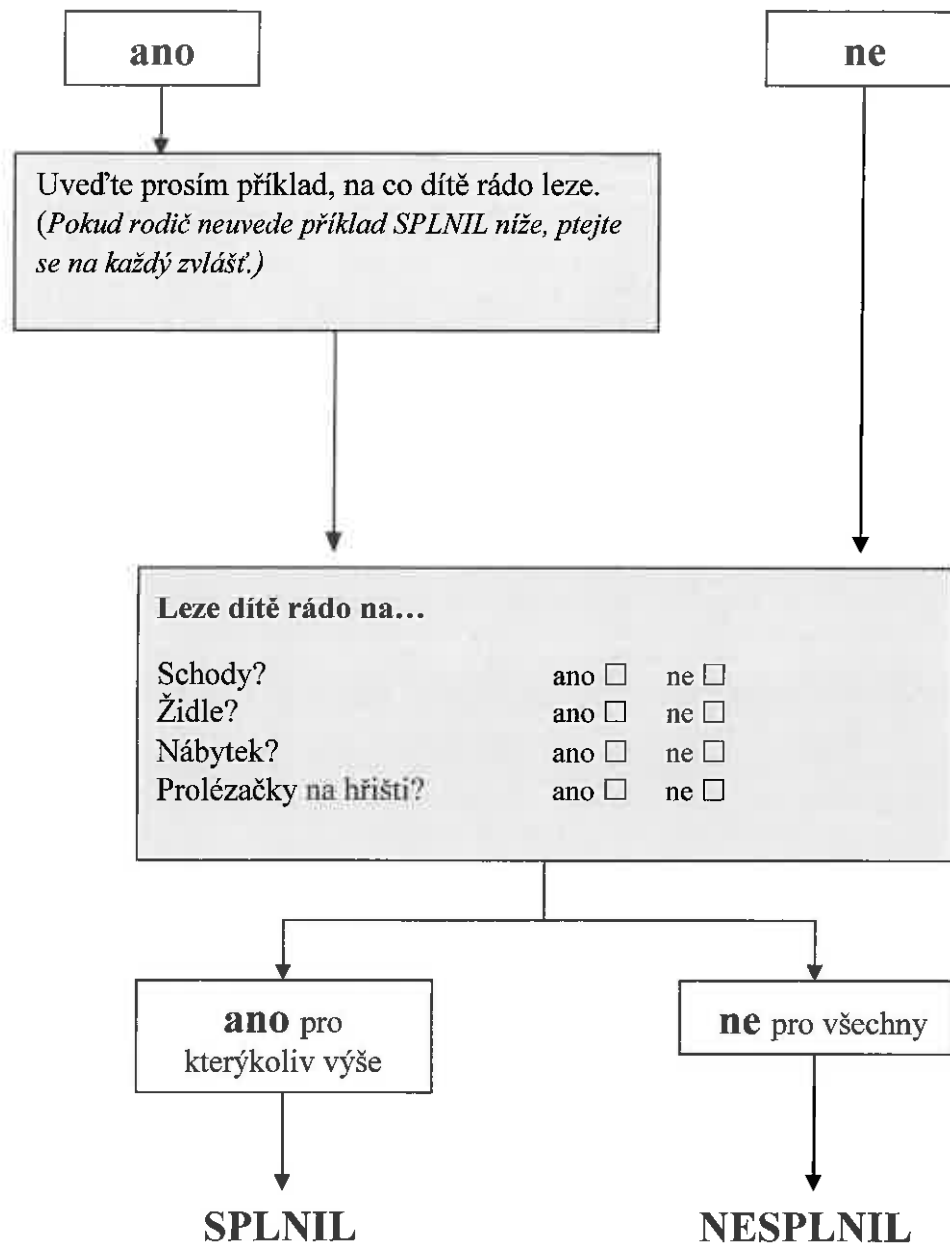 ano
ne
Uveďte prosím příklad, na co dítě rádo leze.
(Pokud rodič neuvede příklad SPLNIL níže, ptejte
se na každý zvlášť.)
Leze dítě rádo na…
Schody? ano ☐ ne ☐
Židle? ano ☐ ne ☐
Nábytek? ano ☐ ne ☐
Prolézačky na hřišti? ano ☐ ne ☐
ano pro
kterýkoliv výše
ne pro všechny
SPLNIL
NESPLNIL